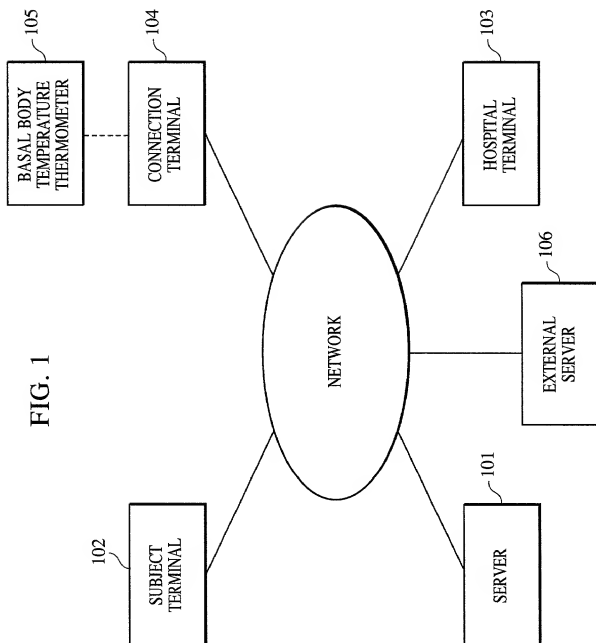 FIG. 1
105
BASAL BODY
TEMPERATURE
THERMOMETER
102
SUBJECT
TERMINAL
104
CONNECTION
TERMINAL
NETWORK
101
SERVER
106
EXTERNAL
SERVER
103
HOSPITAL
TERMINAL